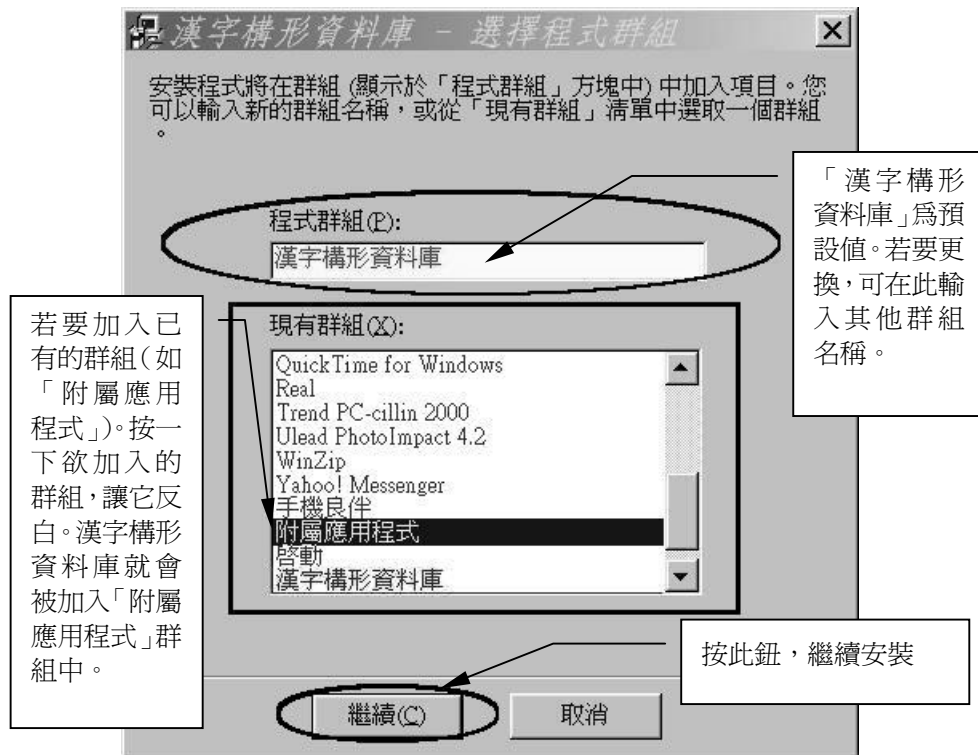 漢字構形資料庫 - 選擇程式群組
安裝程式將在群組 (顯示於「程式群組」方塊中) 中加入項目。您
可以輸入新的群組名稱，或從「現有群組」清單中選取一個群組
。
程式群組(P):
漢字構形資料庫
「漢字構形
資料庫」為預
設值。若要更
換，可在此輸
入其他群組
名稱。
若要加入已
有的群組(如
「附屬應用
程式」)。按一
下欲加入的
群組，讓它反
白。漢字構形
資料庫就會
被加入「附屬
應用程式」群
組中。
現有群組(X):
QuickTime for Windows
Real
Trend PC-cillin 2000
Ulead PhotoImpact 4.2
WinZip
Yahoo! Messenger
手機良伴
附屬應用程式
啓動
漢字構形資料庫
按此鈕，繼續安裝
繼續(C)
取消